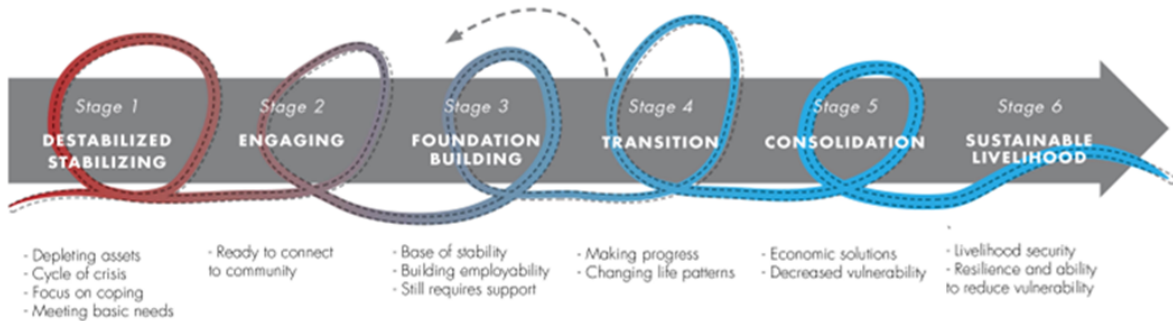 Stage 1
DESTABILIZED
STABILIZING
Stage 2
ENGAGING
Stage 3
FOUNDATION
BUILDING
Stage 4
TRANSITION
Stage 5
CONSOLIDATION
Stage 6
SUSTAINABLE
LIVELIHOOD
- Depleting assets
- Cycle of crisis
- Focus on coping
- Meeting basic needs
- Ready to connect
to community
- Base of stability
- Building employability
- Still requires support
- Making progress
- Changing life patterns
- Economic solutions
- Decreased vulnerability
- Livelihood security
- Resilience and ability
to reduce vulnerability